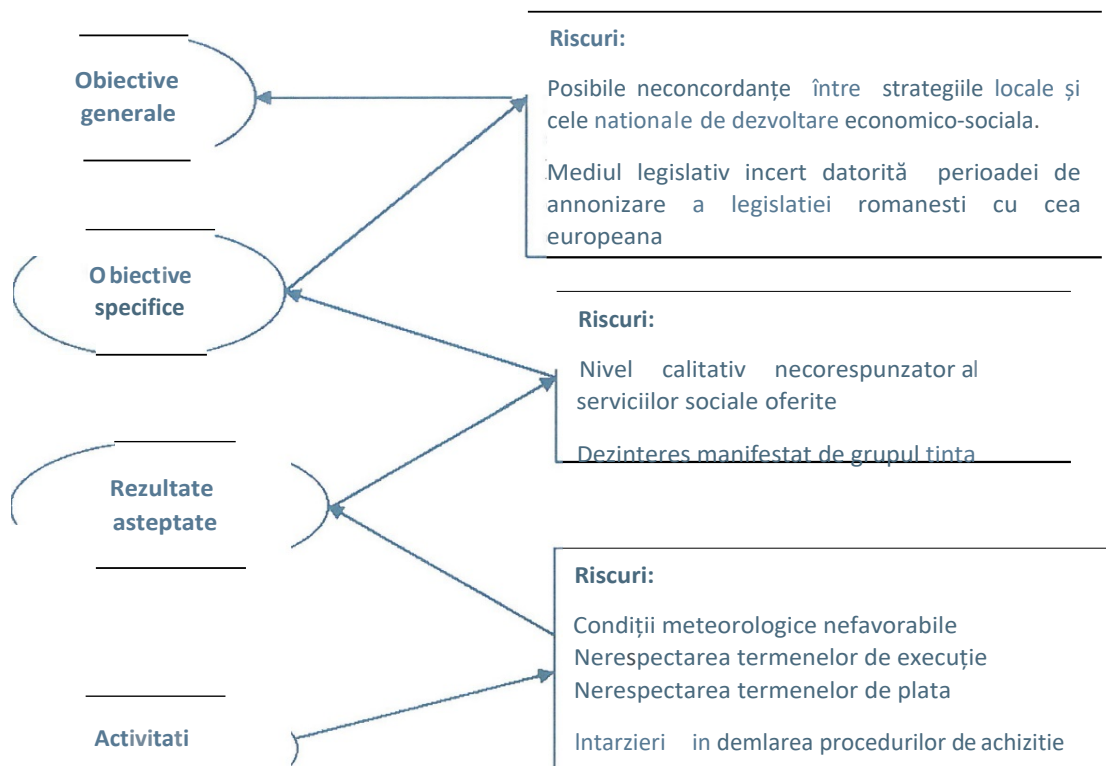 Obiective
generale
Riscuri:
Posibile neconcordanțe între strategiile locale și
cele nationale de dezvoltare economico-sociala.
Mediul legislativ incert datorită perioadei de
annonizare a legislatiei romanesti cu cea
europeana
O biective
specifice
Riscuri:
Nivel calitativ necorespunzator al
serviciilor sociale oferite
Dezinteres manifestat de grupul tinta
Rezultate
asteptate
Riscuri:
Condiții meteorologice nefavorabile
Nerespectarea termenelor de execuție
Nerespectarea termenelor de plata
Intarzieri in demlarea procedurilor de achizitie
Activitati